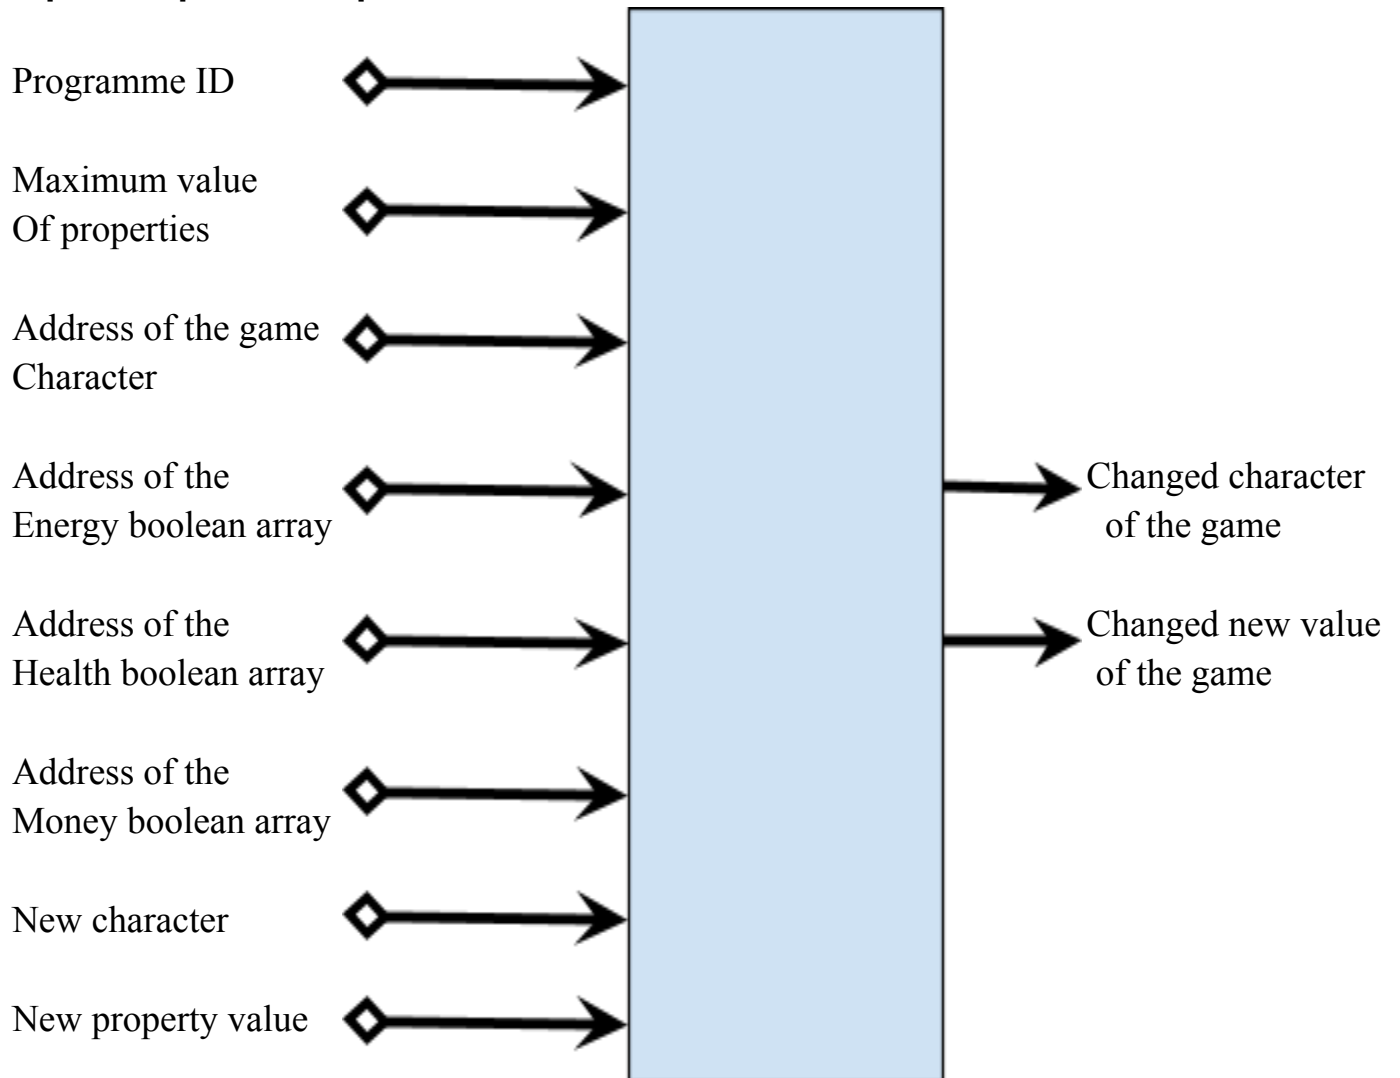 Programme ID
Maximum value
Of properties
Address of the game
Character
Address of the
Energy boolean array
Changed character
of the game
Address of the
Health boolean array
Changed new value
of the game
Address of the
Money boolean array
New character
New property value